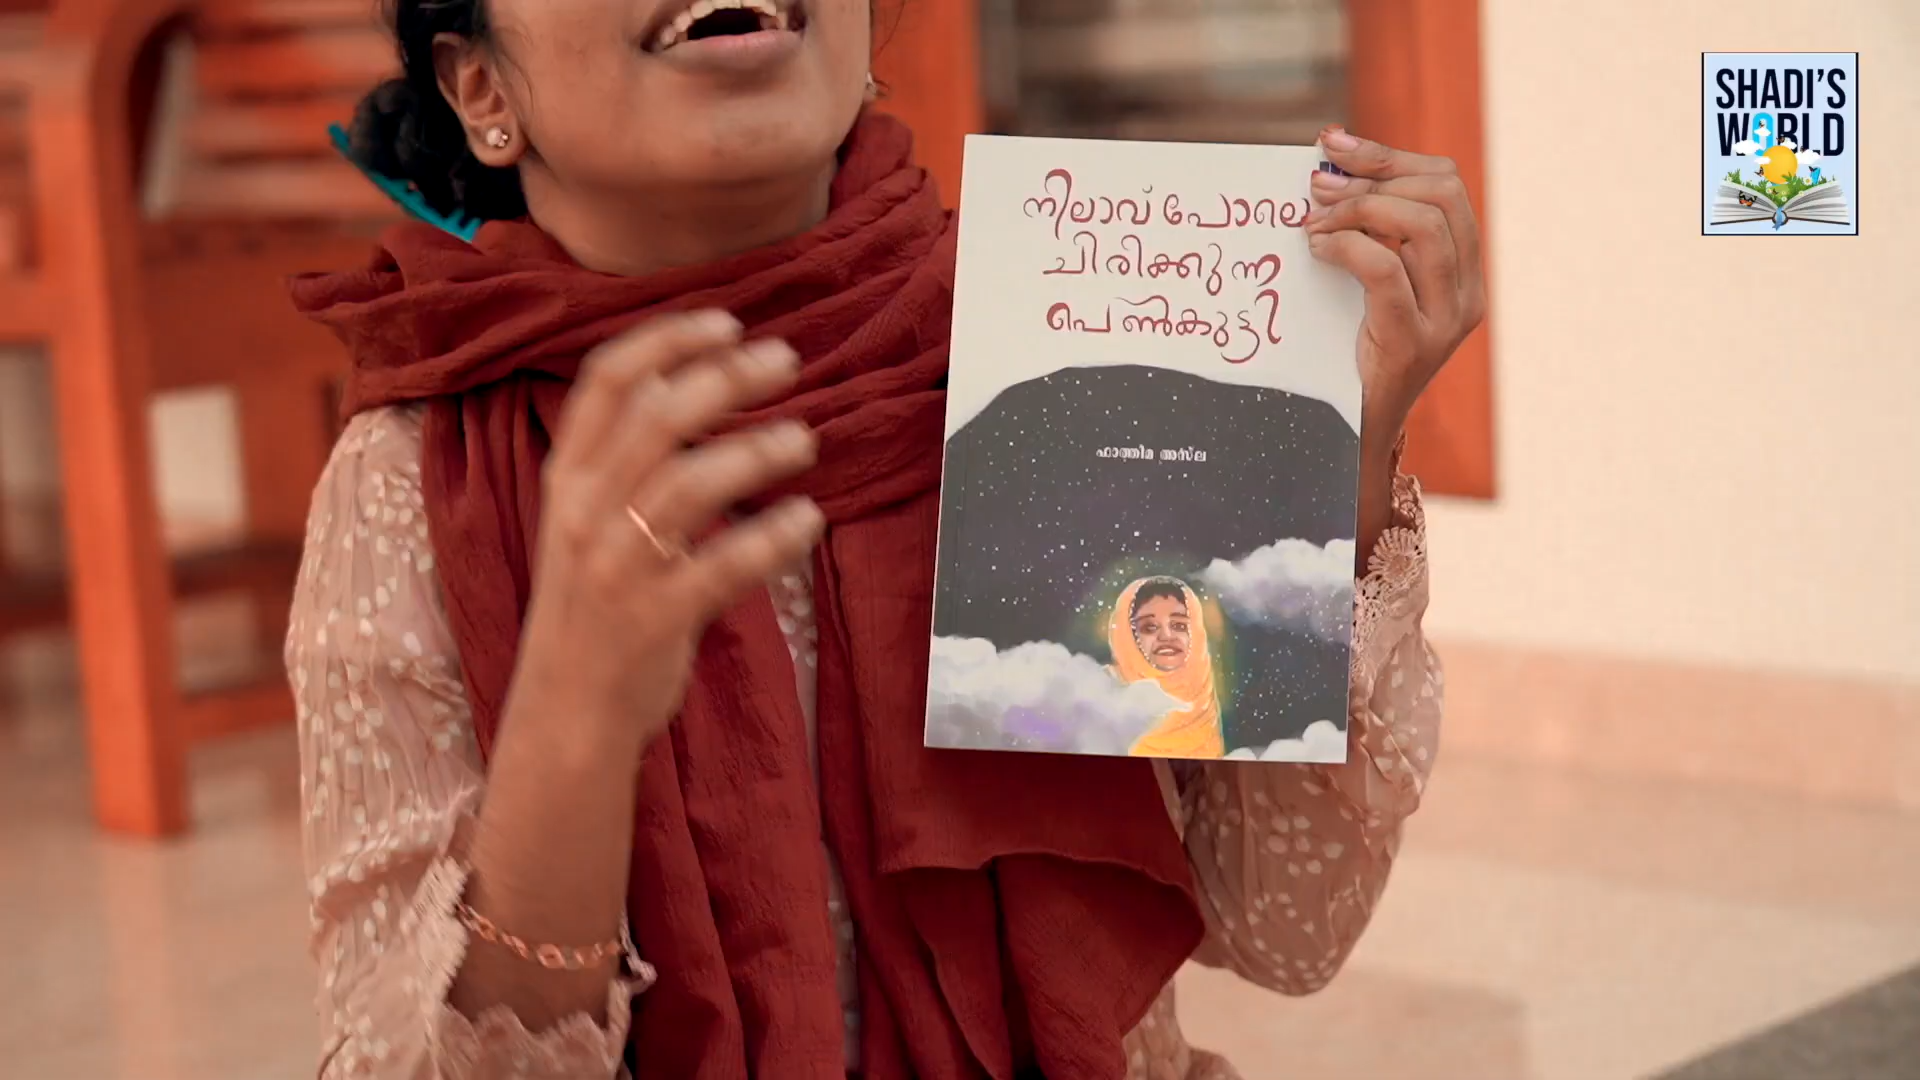 നിലാവ് പോലെ
ചിരിക്കുന്ന
പെൺകുട്ടി
ഫാത്തിമ അസ്‌ല
SHADI'S
WORLD